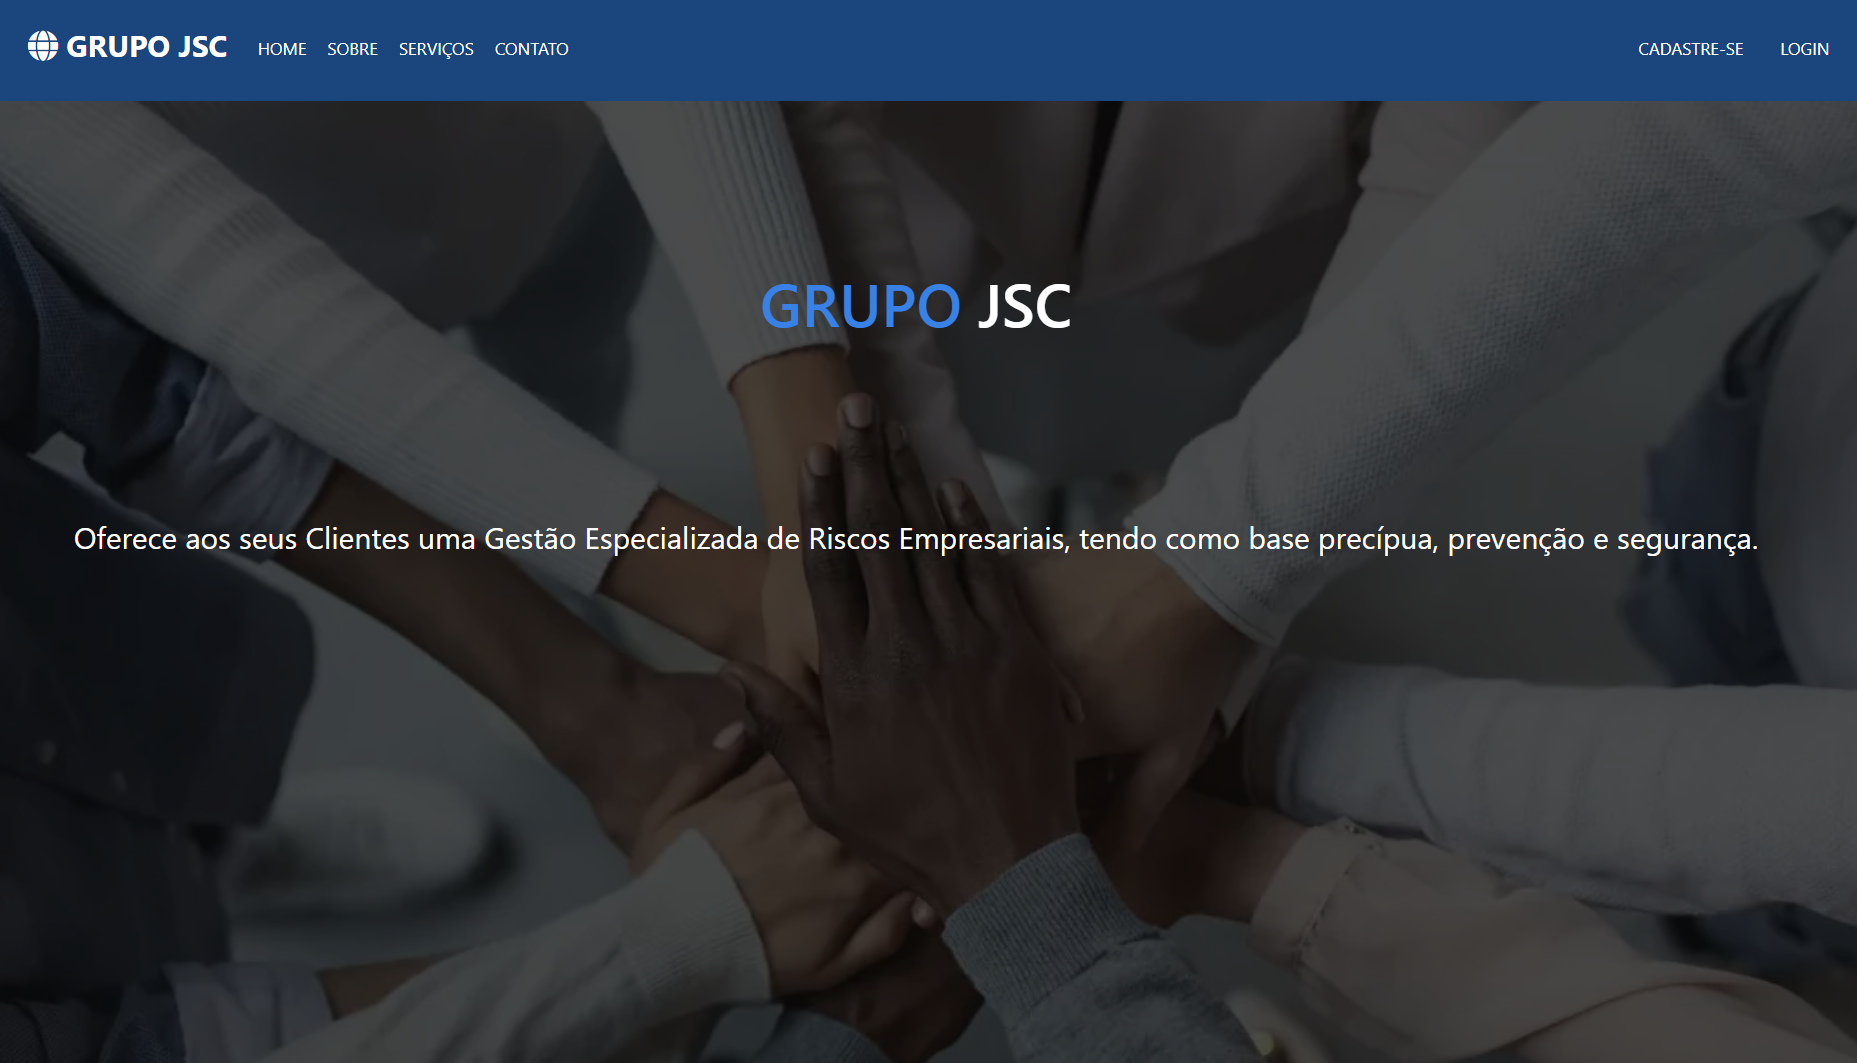 GRUPO JSC
HOME SOBRE SERVIÇOS CONTATO
CADASTRE-SE LOGIN
GRUPO JSC
Oferece aos seus Clientes uma Gestão Especializada de Riscos Empresariais, tendo como base precípua, prevenção e segurança.